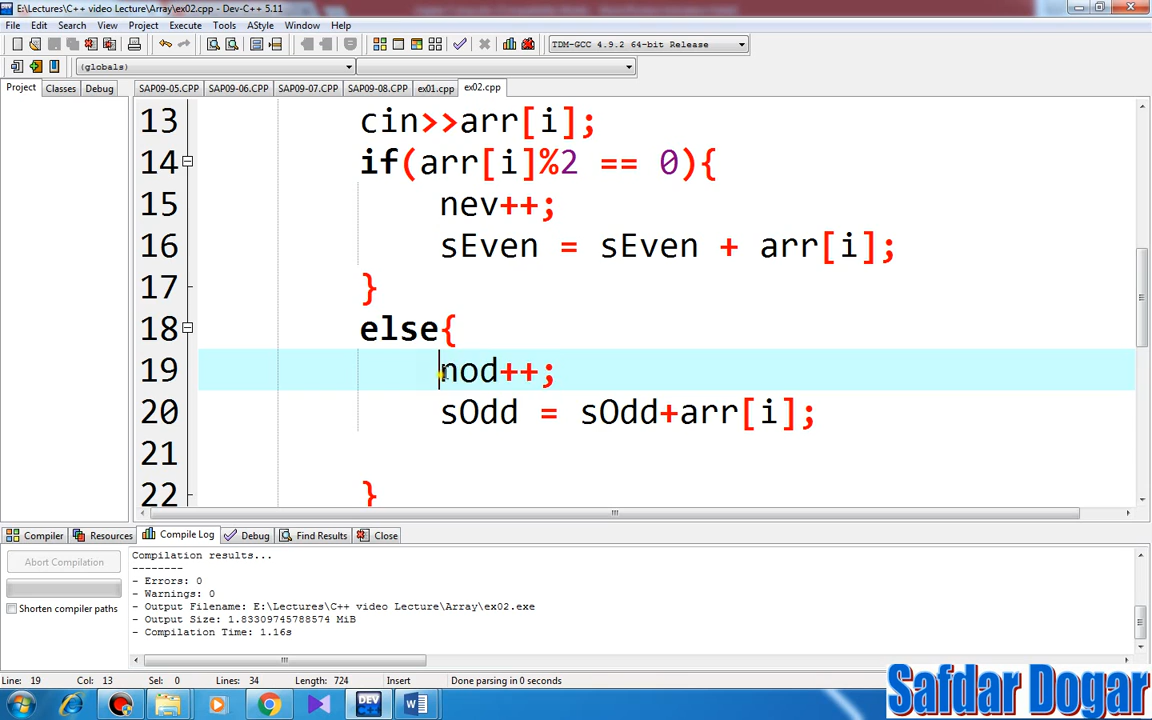 E:\Lectures\C++ video Lecture\Array\ex02.cpp - Dev-C++ 5.11
File Edit Search View Project Execute Tools AStyle Window Help
TDM-GCC 4.9.2 64-bit Release
(globals)
Project Classes Debug
SAP09-05.CPP SAP09-06.CPP SAP09-07.CPP SAP09-08.CPP ex01.cpp ex02.cpp
13 cin>>arr[i];
14 if(arr[i]%2 == 0){
15 nev++;
16 sEven = sEven + arr[i];
17 }
18 else{
19 nod++;
20 sOdd = sOdd+arr[i];
21
22 }
Compiler Resources Compile Log Debug Find Results Close
Abort Compilation
Shorten compiler paths
Compilation results...
--------
- Errors: 0
- Warnings: 0
- Output Filename: E:\Lectures\C++ video Lecture\Array\ex02.exe
- Output Size: 1.83309745788574 MiB
- Compilation Time: 1.16s
Line: 19 Col: 13 Sel: 0 Lines: 34 Length: 724 Insert Done parsing in 0 seconds
DEV C++
Safdar Dogar